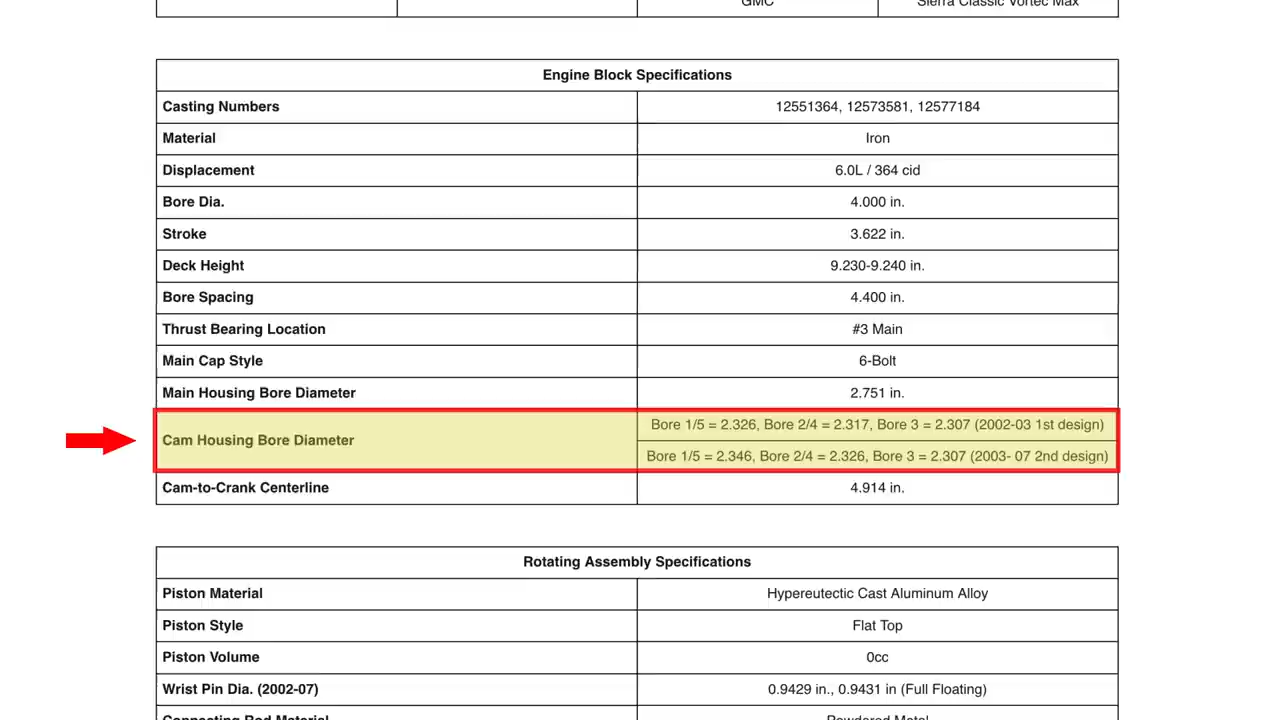 GMC Sierra Classic Vortec Max
Engine Block Specifications
Casting Numbers 12551364, 12573581, 12577184
Material Iron
Displacement 6.0L / 364 cid
Bore Dia. 4.000 in.
Stroke 3.622 in.
Deck Height 9.230-9.240 in.
Bore Spacing 4.400 in.
Thrust Bearing Location #3 Main
Main Cap Style 6-Bolt
Main Housing Bore Diameter 2.751 in.
Cam Housing Bore Diameter
Bore 1/5 = 2.326, Bore 2/4 = 2.317, Bore 3 = 2.307 (2002-03 1st design)
Bore 1/5 = 2.346, Bore 2/4 = 2.326, Bore 3 = 2.307 (2003- 07 2nd design)
Cam-to-Crank Centerline 4.914 in.
Rotating Assembly Specifications
Piston Material Hypereutectic Cast Aluminum Alloy
Piston Style Flat Top
Piston Volume 0cc
Wrist Pin Dia. (2002-07) 0.9429 in., 0.9431 in (Full Floating)
Connecting Rod Material Powdered Metal